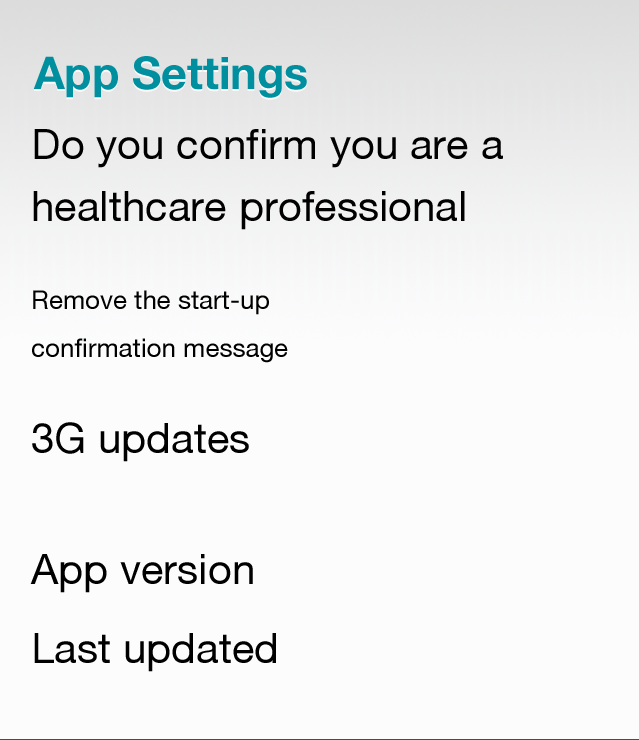 App Settings
Do you confirm you are a
healthcare professional
Remove the start-up
confirmation message
3G updates
App version
Last updated